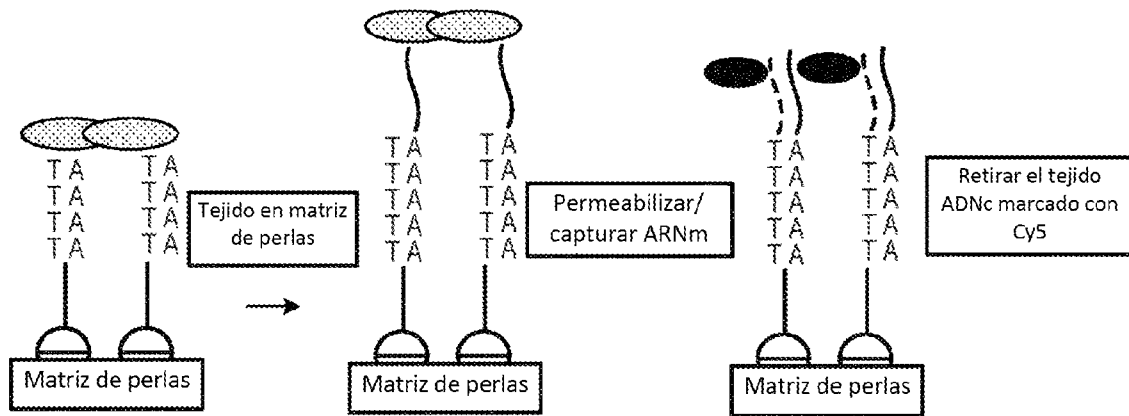 T A T A
T A T A
T A T A
T A T A
Matriz de perlas
Tejido en matriz
de perlas
T A T A
T A T A
T A T A
T A T A
T A T A
Matriz de perlas
Permeabilizar/
capturar ARNm
T A T A
T A T A
T A T A
T A T A
T A T A
Matriz de perlas
Retirar el tejido
ADNc marcado con
Cy5